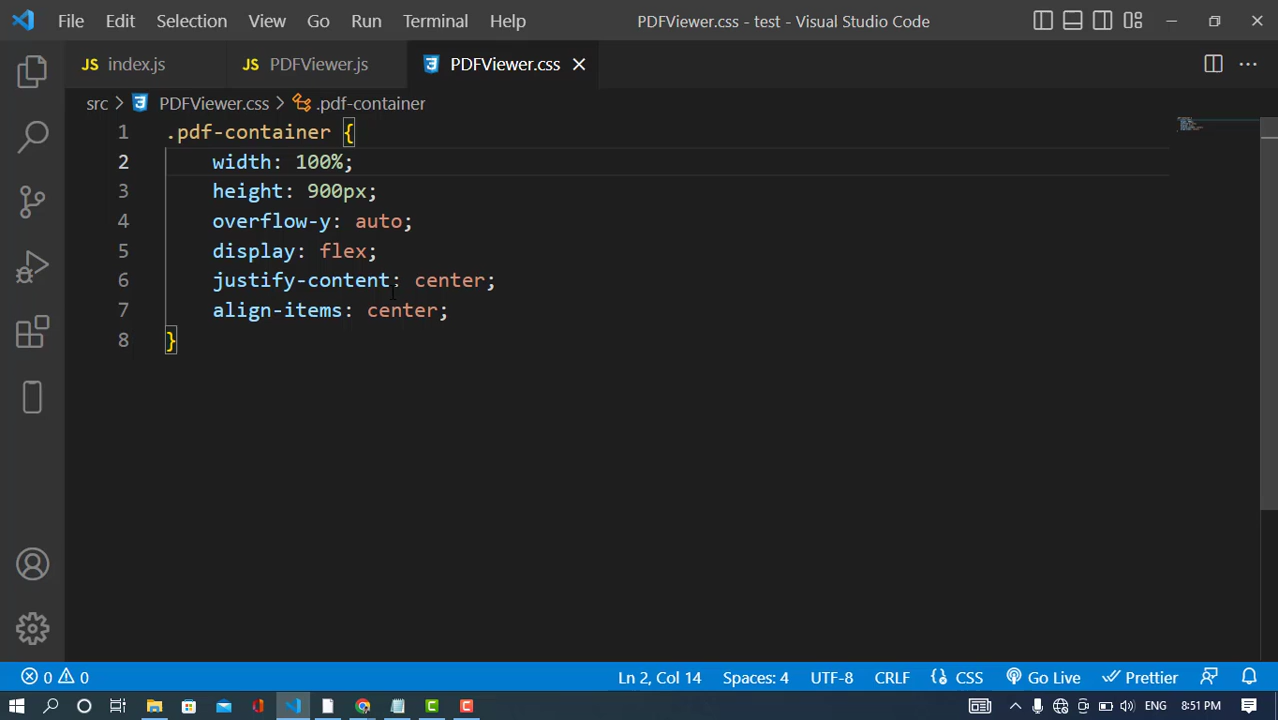 File Edit Selection View Go Run Terminal Help PDFViewer.css - test - Visual Studio Code
JS index.js JS PDFViewer.js PDFViewer.css
src > PDFViewer.css > .pdf-container
1 .pdf-container {
2 width: 100%;
3 height: 900px;
4 overflow-y: auto;
5 display: flex;
6 justify-content: center;
7 align-items: center;
8 }
0 0 Ln 2, Col 14 Spaces: 4 UTF-8 CRLF CSS Go Live Prettier
ENG 8:51 PM